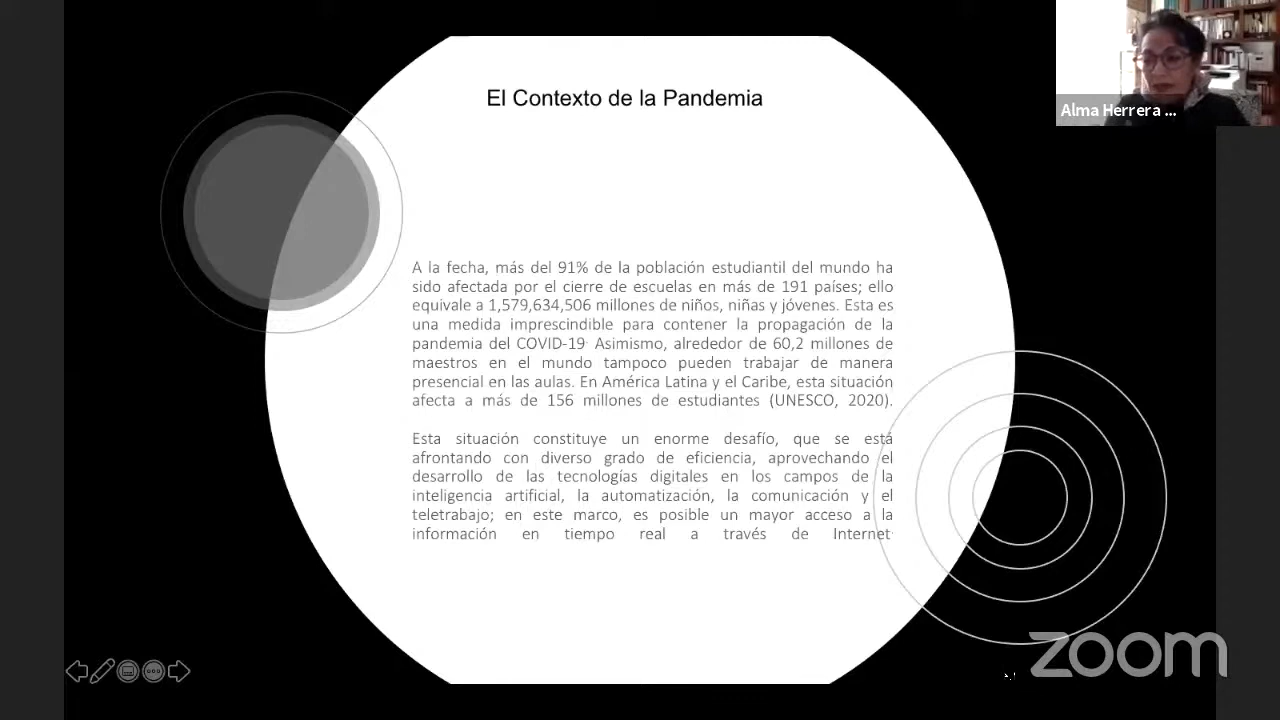 El Contexto de la Pandemia
Alma Herrera ...
A la fecha, más del 91% de la población estudiantil del mundo ha
sido afectada por el cierre de escuelas en más de 191 países; ello
equivale a 1,579,634,506 millones de niños, niñas y jóvenes. Esta es
una medida imprescindible para contener la propagación de la
pandemia del COVID-19. Asimismo, alrededor de 60,2 millones de
maestros en el mundo tampoco pueden trabajar de manera
presencial en las aulas. En América Latina y el Caribe, esta situación
afecta a más de 156 millones de estudiantes (UNESCO, 2020).
Esta situación constituye un enorme desafío, que se está
afrontando con diverso grado de eficiencia, aprovechando el
desarrollo de las tecnologías digitales en los campos de la
inteligencia artificial, la automatización, la comunicación y el
teletrabajo; en este marco, es posible un mayor acceso a la
información en tiempo real a través de Internet.
zoom